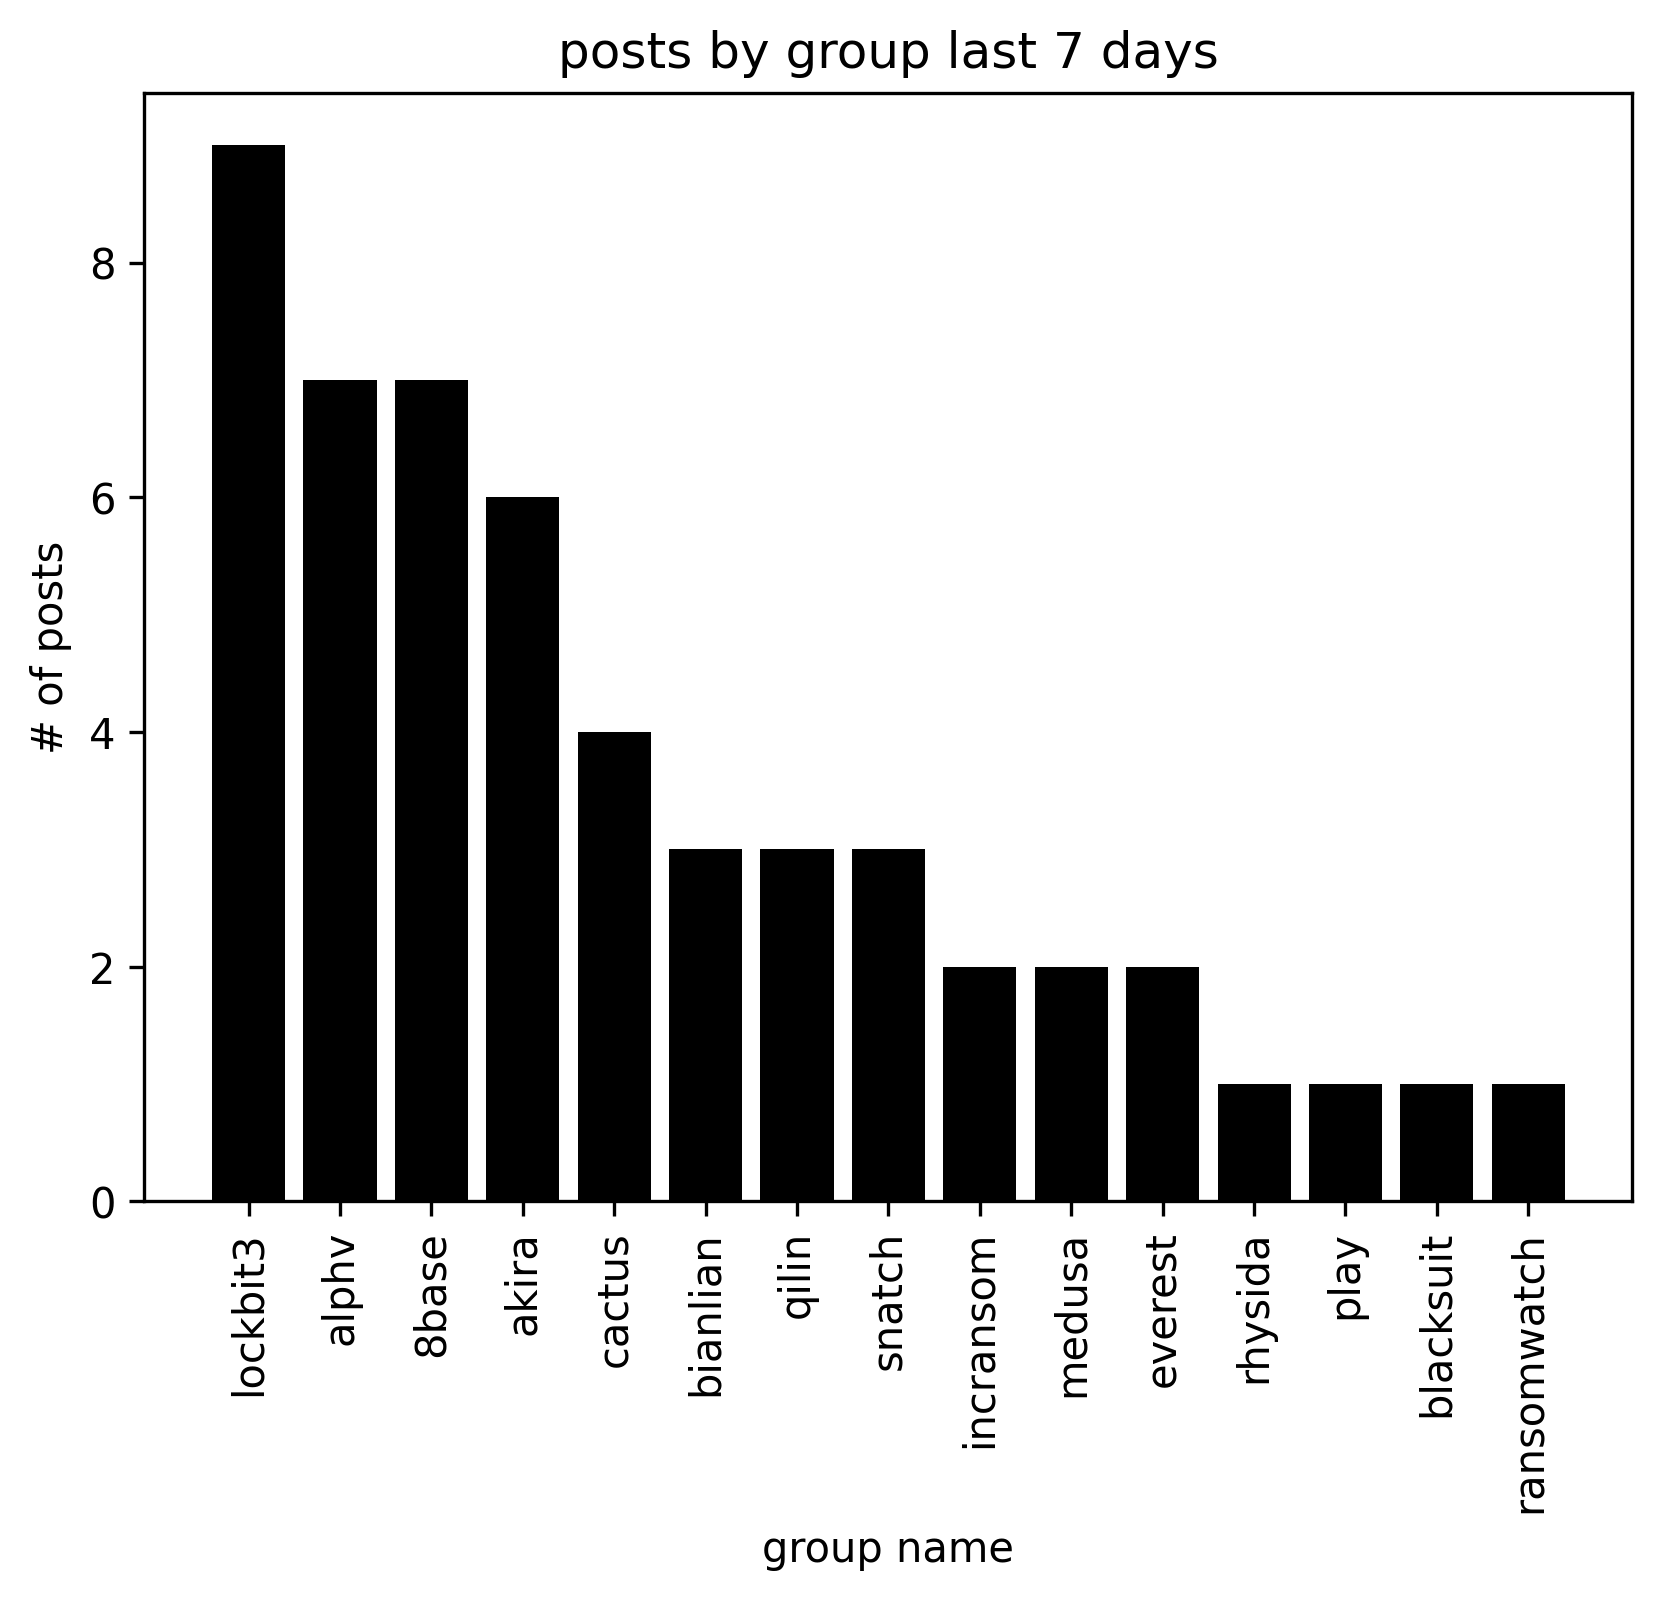 posts by group last 7 days
# of posts
8
6
4
2
0
lockbit3
alphv
8base
akira
cactus
bianlian
qilin
snatch
incransom
medusa
everest
rhysida
play
blacksuit
ransomwatch
group name